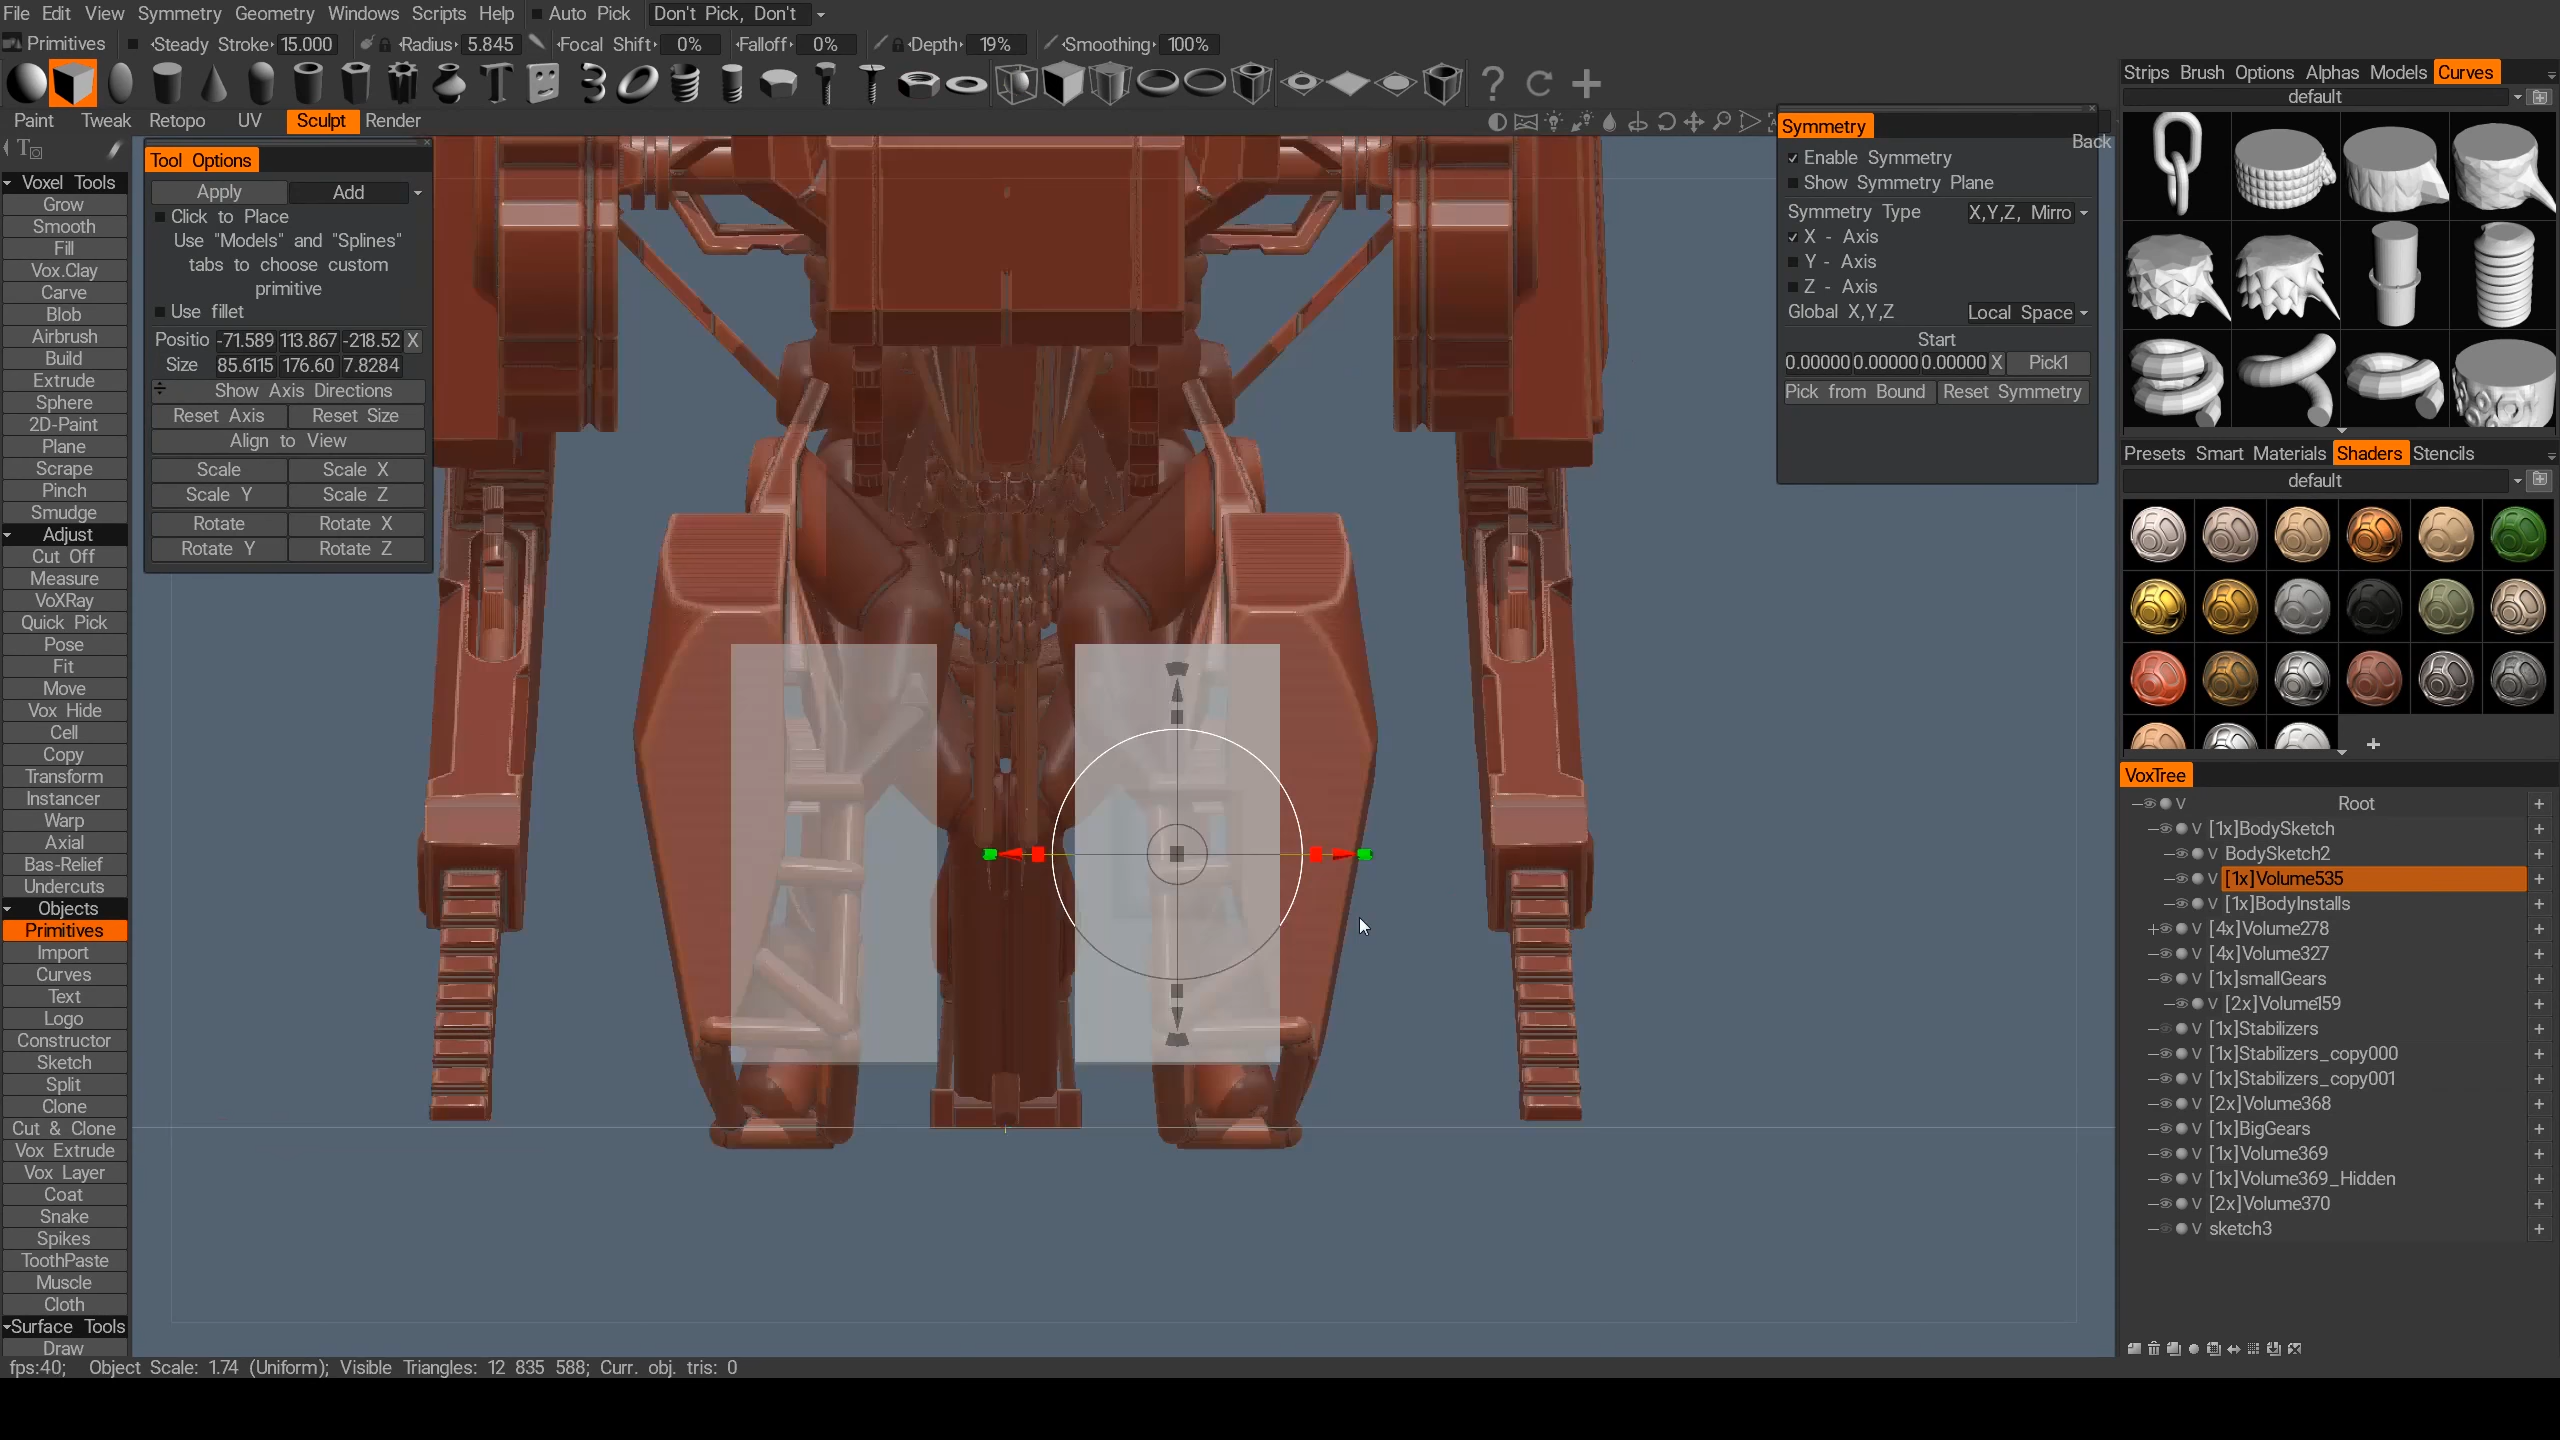 File Edit View Symmetry Geometry Windows Scripts Help Auto Pick Don't Pick, Don't
Primitives Steady Stroke 15.000 Radius 5.845 Focal Shift 0% Falloff 0% Depth 19% Smoothing 100%
Paint Tweak Retopo UV Sculpt Render
Tool Options
Apply Add
Click to Place
Use "Models" and "Splines"
tabs to choose custom
primitive
Use fillet
Positio -71.589 113.867 -218.52 X
Size 85.6115 176.60 7.8284
Show Axis Directions
Reset Axis Reset Size
Align to View
Scale Scale X
Scale Y Scale Z
Rotate Rotate X
Rotate Y Rotate Z
Voxel Tools
Grow
Smooth
Fill
Vox.Clay
Carve
Blob
Airbrush
Build
Extrude
Sphere
2D-Paint
Plane
Scrape
Pinch
Smudge
Adjust
Cut Off
Measure
VoXRay
Quick Pick
Pose
Fit
Move
Vox Hide
Cell
Copy
Transform
Instancer
Warp
Axial
Bas-Relief
Undercuts
Objects
Primitives
Import
Curves
Text
Logo
Constructor
Sketch
Split
Clone
Cut & Clone
Vox Extrude
Vox Layer
Coat
Snake
Spikes
ToothPaste
Muscle
Cloth
Surface Tools
Draw
Symmetry
Back
Enable Symmetry
Show Symmetry Plane
Symmetry Type X,Y,Z, Mirro
X - Axis
Y - Axis
Z - Axis
Global X,Y,Z Local Space
Start
0.00000 0.00000 0.00000 X Pick1
Pick from Bound Reset Symmetry
Strips Brush Options Alphas Models Curves
default
Presets Smart Materials Shaders Stencils
default
VoxTree
V Root +
V [1x]BodySketch +
V BodySketch2 +
V [1x]Volume535 +
V [1x]BodyInstalls +
V [4x]Volume278 +
V [4x]Volume327 +
V [1x]smallGears +
V [2x]Volume159 +
V [1x]Stabilizers +
V [1x]Stabilizers_copy000 +
V [1x]Stabilizers_copy001 +
V [2x]Volume368 +
V [1x]BigGears +
V [1x]Volume369 +
V [1x]Volume369_Hidden +
V [2x]Volume370 +
V sketch3 +
fps:40; Object Scale: 1.74 (Uniform); Visible Triangles: 12 835 588; Curr. obj. tris: 0